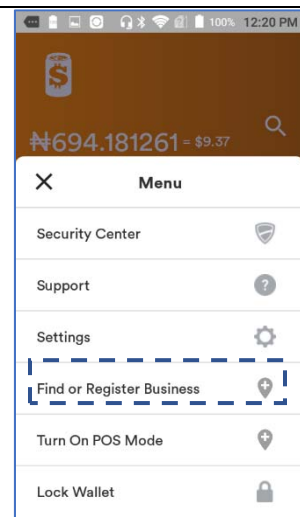 100% 12:20 PM
$
₦694.181261 = $9.37
Menu
Security Center
Support
?
Settings
Find or Register Business
Turn On POS Mode
Lock Wallet